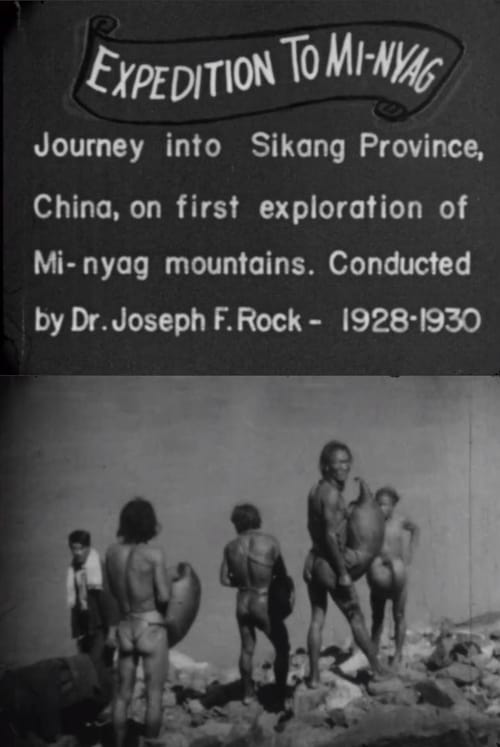 EXPEDITION TO MI-NYAG
Journey into Sikang Province,
China, on first exploration of
Mi-nyag mountains. Conducted
by Dr. Joseph F. Rock - 1928-1930